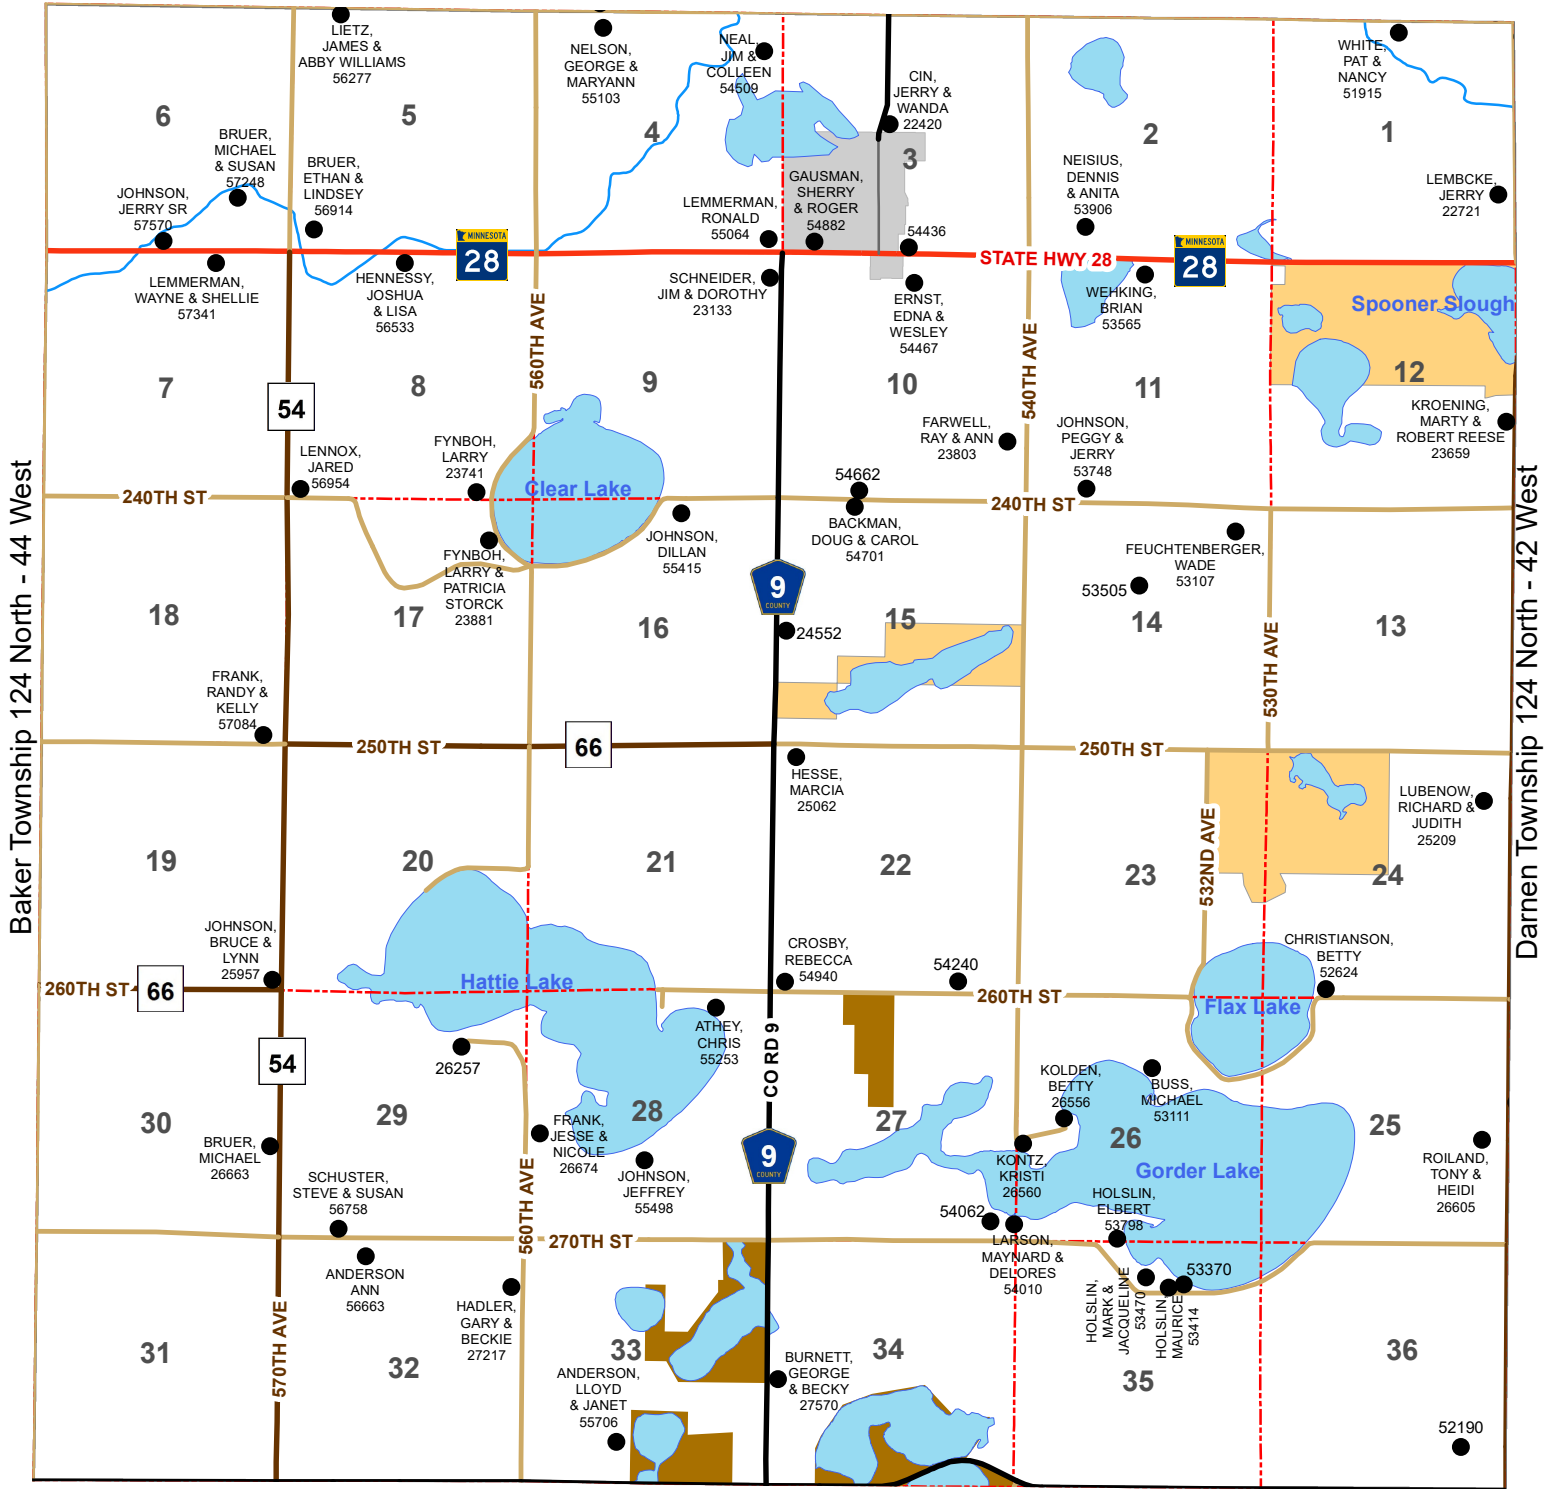 LIETZ,
JAMES &
ABBY WILLIAMS
56277
NELSON,
GEORGE &
MARYANN
55103
NEAL,
JIM &
COLLEEN
54509
CIN,
JERRY &
WANDA
22420
WHITE,
PAT &
NANCY
51915
6
5
4
3
2
1
BRUER,
MICHAEL
& SUSAN
57248
BRUER,
ETHAN &
LINDSEY
56914
JOHNSON,
JERRY SR
57570
LEMMERMAN,
RONALD
55064
GAUSMAN,
SHERRY
& ROGER
54882
54436
NEISIUS,
DENNIS
& ANITA
53906
LEMBCKE,
JERRY
22721
MINNESOTA
28
STATE HWY 28
MINNESOTA
28
LEMMERMAN,
WAYNE & SHELLIE
57341
HENNESSY,
JOSHUA
& LISA
56533
SCHNEIDER,
JIM & DOROTHY
23133
ERNST,
EDNA &
WESLEY
54467
WEHKING,
BRIAN
53565
Spooner Slough
560TH AVE
540TH AVE
7
8
9
10
11
12
54
LENNOX,
JARED
56954
FYNBOH,
LARRY
23741
FARWELL,
RAY & ANN
23803
JOHNSON,
PEGGY &
JERRY
53748
KROENING,
MARTY &
ROBERT REESE
23659
240TH ST
Clear Lake
54662
240TH ST
BACKMAN,
DOUG & CAROL
54701
JOHNSON,
DILLAN
55415
FYNBOH,
LARRY &
PATRICIA
STORCK
23881
FEUCHTENBERGER,
WADE
53107
53505
9
COUNTY
18
17
16
15
14
13
24552
Baker Township 124 North - 44 West
Darnen Township 124 North - 42 West
530TH AVE
FRANK,
RANDY &
KELLY
57084
250TH ST
66
250TH ST
HESSE,
MARCIA
25062
LUBENOW,
RICHARD &
JUDITH
25209
532ND AVE
19
20
21
22
23
24
JOHNSON,
BRUCE &
LYNN
25957
CROSBY,
REBECCA
54940
54240
CHRISTIANSON,
BETTY
52624
260TH ST
66
Hattie Lake
260TH ST
Flax Lake
ATHEY,
CHRIS
55253
CO RD 9
54
26257
KOLDEN,
BETTY
26556
BUSS,
MICHAEL
53111
30
29
28
27
26
25
BRUER,
MICHAEL
26663
FRANK,
JESSE &
NICOLE
26674
9
COUNTY
JOHNSON,
JEFFREY
55498
KONTZ,
KRISTI
26560
Gorder Lake
ROILAND,
TONY &
HEIDI
26605
SCHUSTER,
STEVE & SUSAN
56758
560TH AVE
HOLSLIN,
ELBERT
53798
54062
270TH ST
LARSON,
MAYNARD &
DELORES
54010
ANDERSON
ANN
56663
HADLER,
GARY &
BECKIE
27217
HOLSLIN,
MARK &
JACQUELINE
53470
HOLSLIN,
MAURICE
53414
53370
570TH AVE
31
32
33
34
35
36
ANDERSON,
LLOYD
& JANET
55706
BURNETT,
GEORGE
& BECKY
27570
52190